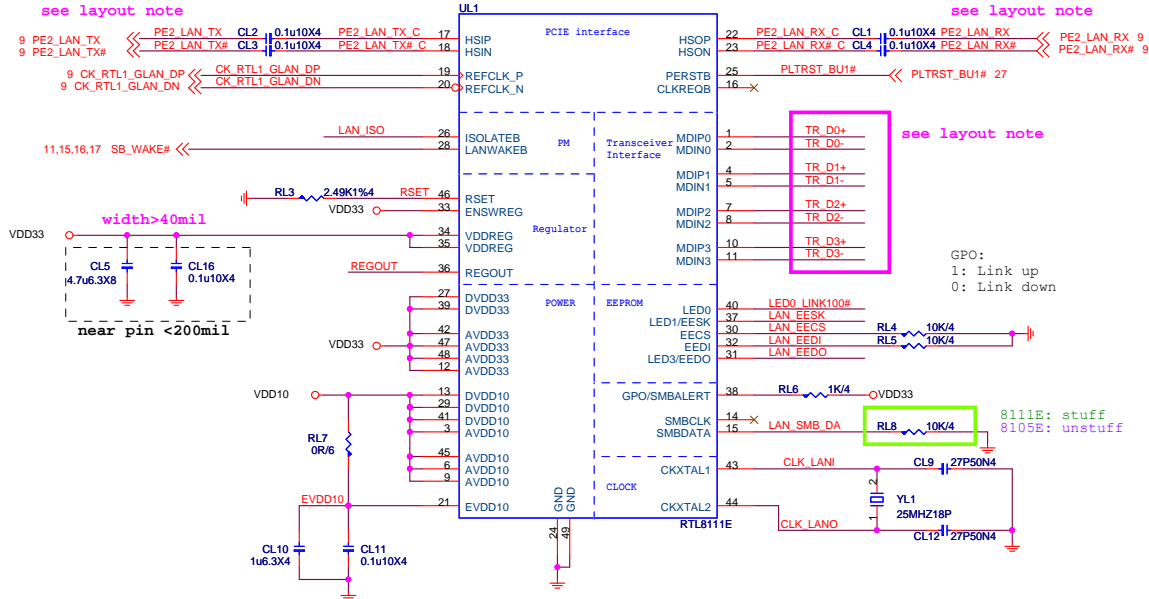 see layout note
UL1
see layout note
9 PE2_LAN_TX
PE2_LAN_TX CL2 0.1u10X4 PE2_LAN_TX_C 17 HSIP
PCIE interface
HSOP 22 PE2_LAN_RX_C CL1 0.1u10X4 PE2_LAN_RX
PE2_LAN_RX 9
9 PE2_LAN_TX#
PE2_LAN_TX# CL3 0.1u10X4 PE2_LAN_TX#_C 18 HSIN
HSON 23 PE2_LAN_RX#_C CL4 0.1u10X4 PE2_LAN_RX#
PE2_LAN_RX# 9
9 CK_RTL1_GLAN_DP CK_RTL1_GLAN_DP 19 REFCLK_P
PERSTB 25 PLTRST_BU1# PLTRST_BU1# 27
9 CK_RTL1_GLAN_DN CK_RTL1_GLAN_DN 20 REFCLK_N
CLKREQB 16
LAN_ISO 26 ISOLATEB
PM
Transceiver
Interface
MDIP0 1 TR_D0+
see layout note
11,15,16,17 SB_WAKE# 28 LANWAKEB
MDIN0 2 TR_D0-
MDIP1 4 TR_D1+
MDIN1 5 TR_D1-
RL3 2.49K1%4 RSET 46 RSET
VDD33 33 ENSWREG
MDIP2 7 TR_D2+
MDIN2 8 TR_D2-
width>40mil
Regulator
VDD33 34 VDDREG
35 VDDREG
MDIP3 10 TR_D3+
MDIN3 11 TR_D3-
CL5
4.7u6.3X8
CL16
0.1u10X4
near pin <200mil
REGOUT 36 REGOUT
GPO:
1: Link up
0: Link down
POWER
EEPROM
27 DVDD33
39 DVDD33
VDD33
42 AVDD33
47 AVDD33
48 AVDD33
12 AVDD33
LED0 40 LED0_LINK100#
LED1/EESK 37 LAN_EESK
EECS 30 LAN_EECS RL4 10K/4
EEDI 32 LAN_EEDI RL5 10K/4
LED3/EEDO 31 LAN_EEDO
VDD10 13 DVDD10
29 DVDD10
41 DVDD10
3 AVDD10
45 AVDD10
6 AVDD10
9 AVDD10
GPO/SMBALERT 38 RL6 1K/4 VDD33
SMBCLK 14
SMBDATA 15 LAN_SMB_DA RL8 10K/4
8111E: stuff
8105E: unstuff
RL7
0R/6
CLOCK
CKXTAL1 43 CLK_LANI CL9 27P50N4
2
YL1
1
25MHZ18P
EVDD10 21 EVDD10
CKXTAL2 44 CLK_LANO
CL12 27P50N4
GND
GND
24
49
RTL8111E
CL10
1u6.3X4
CL11
0.1u10X4